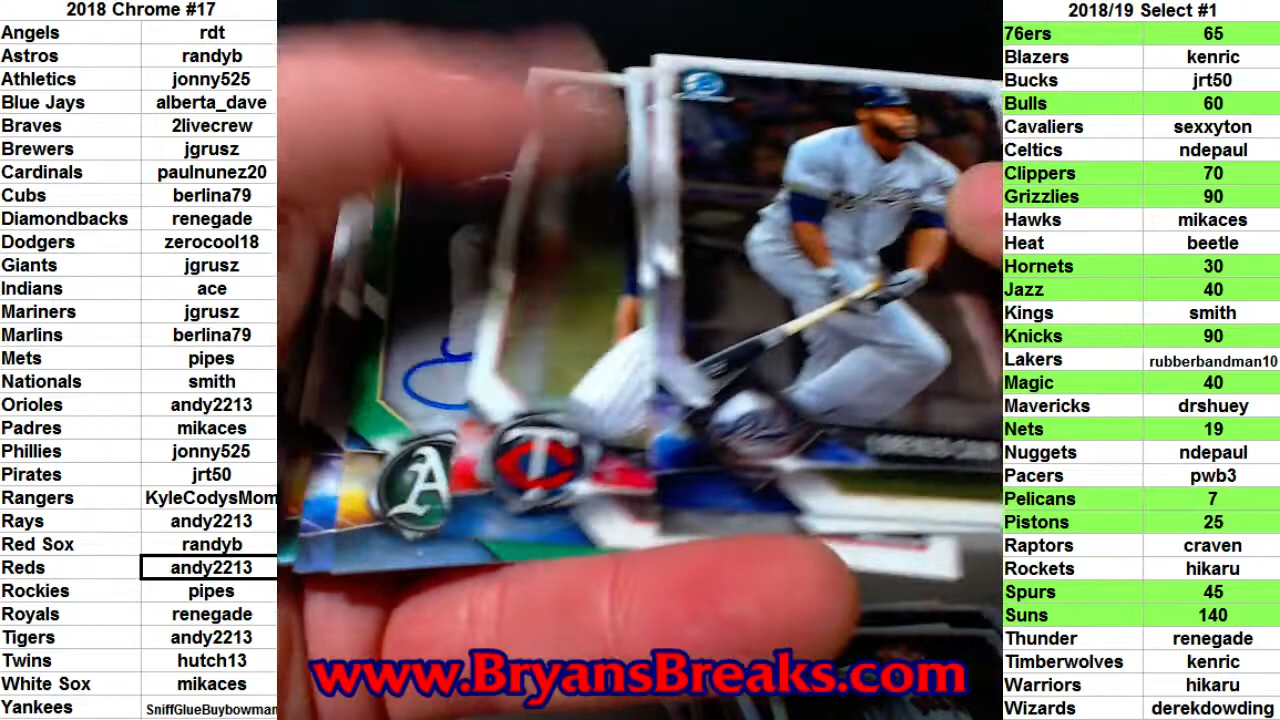 2018 Chrome #17
Angels rdt
Astros randyb
Athletics jonny525
Blue Jays alberta_dave
Braves 2livecrew
Brewers jgrusz
Cardinals paulnunez20
Cubs berlina79
Diamondbacks renegade
Dodgers zerocool18
Giants jgrusz
Indians ace
Mariners jgrusz
Marlins berlina79
Mets pipes
Nationals smith
Orioles andy2213
Padres mikaces
Phillies jonny525
Pirates jrt50
Rangers KyleCodysMom
Rays andy2213
Red Sox randyb
Reds andy2213
Rockies pipes
Royals renegade
Tigers andy2213
Twins hutch13
White Sox mikaces
Yankees SniffGlueBuybowman
www.BryansBreaks.com
2018/19 Select #1
76ers 65
Blazers kenric
Bucks jrt50
Bulls 60
Cavaliers sexxyton
Celtics ndepaul
Clippers 70
Grizzlies 90
Hawks mikaces
Heat beetle
Hornets 30
Jazz 40
Kings smith
Knicks 90
Lakers rubberbandman10
Magic 40
Mavericks drshuey
Nets 19
Nuggets ndepaul
Pacers pwb3
Pelicans 7
Pistons 25
Raptors craven
Rockets hikaru
Spurs 45
Suns 140
Thunder renegade
Timberwolves kenric
Warriors hikaru
Wizards derekdowding